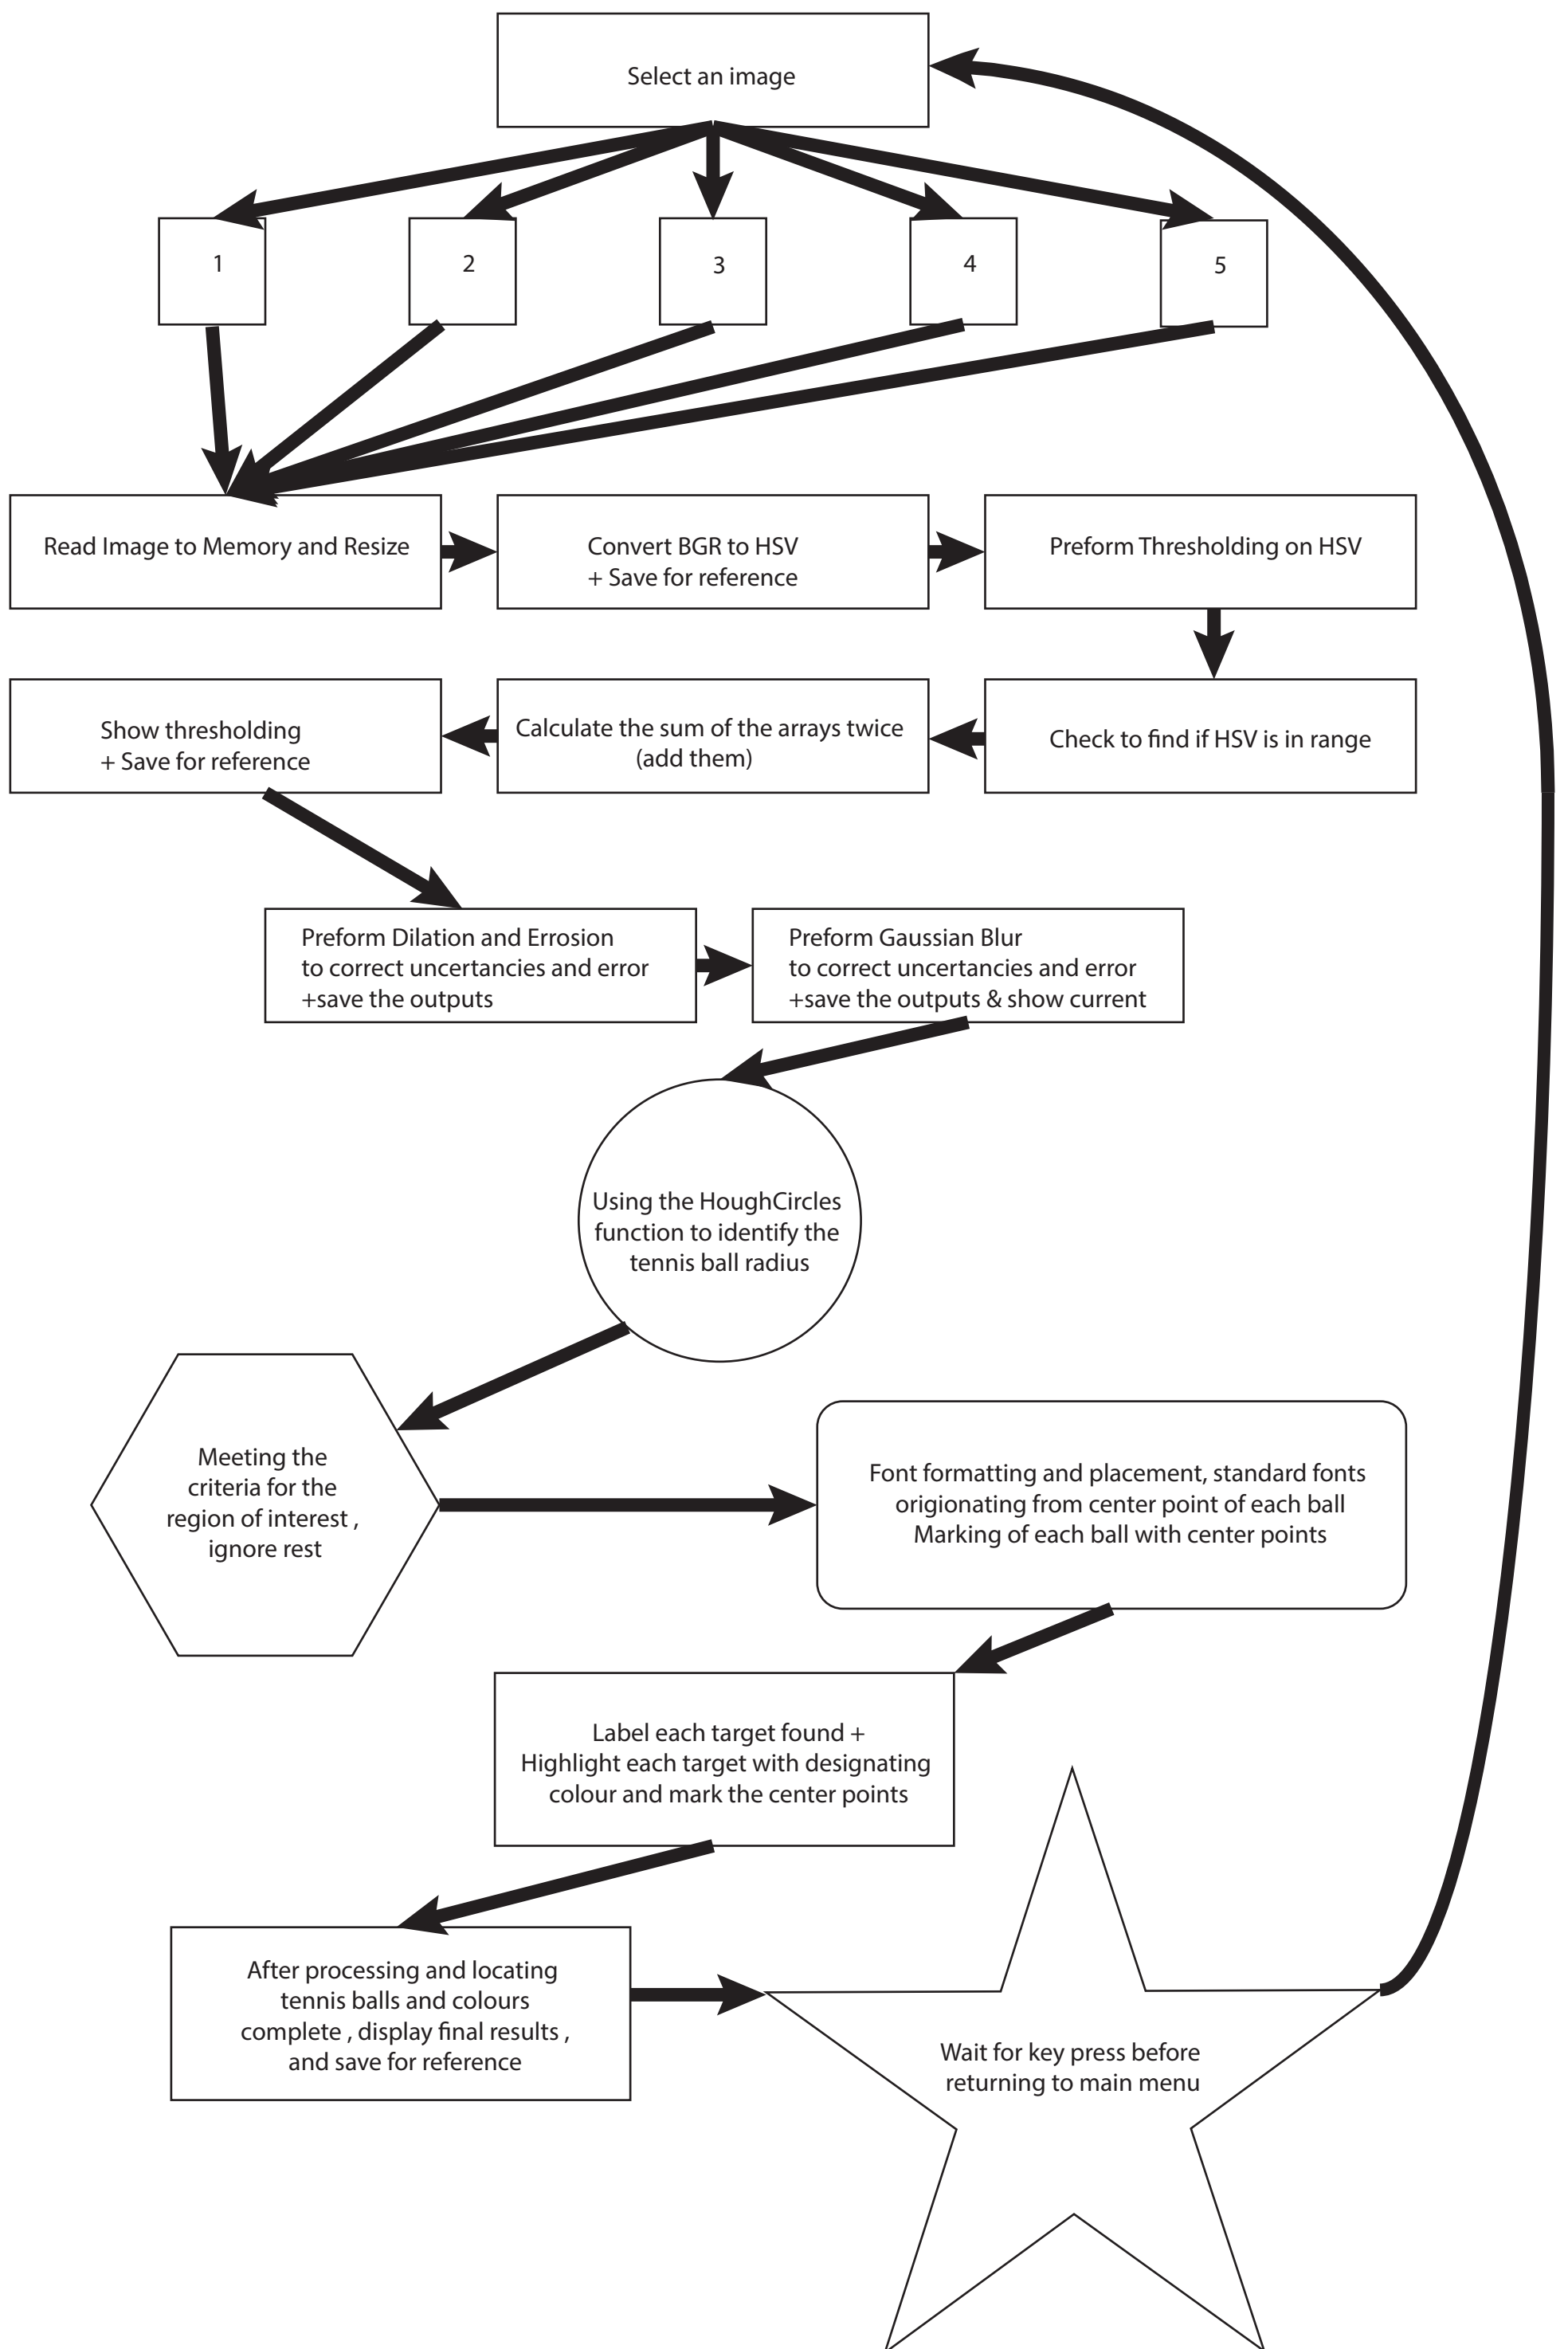 Select an image
1
2
3
4
5
Read Image to Memory and Resize
Convert BGR to HSV
+ Save for reference
Preform Thresholding on HSV
Show thresholding
+ Save for reference
Calculate the sum of the arrays twice
(add them)
Check to find if HSV is in range
Preform Dilation and Errosion
to correct uncertancies and error
+save the outputs
Preform Gaussian Blur
to correct uncertancies and error
+save the outputs & show current
Using the HoughCircles
function to identify the
tennis ball radius
Meeting the
criteria for the
region of interest ,
ignore rest
Font formatting and placement, standard fonts
origionating from center point of each ball
Marking of each ball with center points
Label each target found +
Highlight each target with designating
colour and mark the center points
After processing and locating
tennis balls and colours
complete , display final results ,
and save for reference
Wait for key press before
returning to main menu